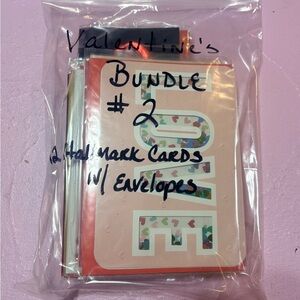 Valentine's
BUNDLE
# 2
12 Hallmark Cards
W/ Envelopes
LOVE